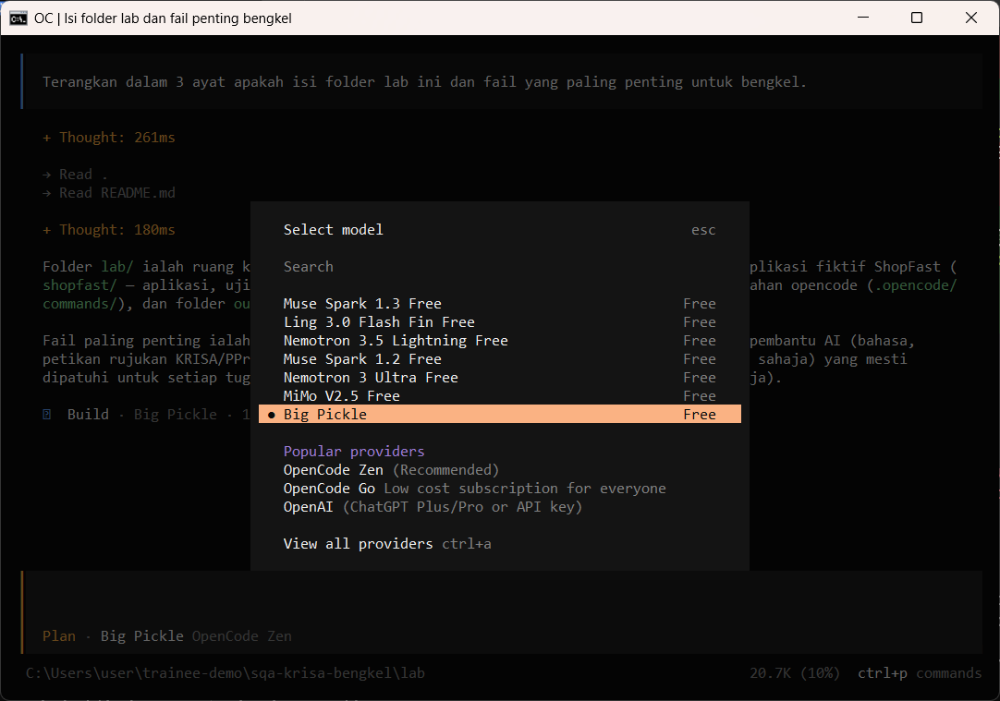 OC | Isi folder lab dan fail penting bengkel
Terangkan dalam 3 ayat apakah isi folder lab ini dan fail yang paling penting untuk bengkel.
+ Thought: 261ms
→ Read .
→ Read README.md
+ Thought: 180ms
Folder lab/ ialah ruang k
plikasi fiktif ShopFast (
shopfast/ — aplikasi, uji
ahan opencode (.opencode/
commands/), dan folder ou
Fail paling penting ialah
pembantu AI (bahasa,
petikan rujukan KRISA/PPr
sahaja) yang mesti
dipatuhi untuk setiap tug
ja).
Build · Big Pickle · 1
Select model esc
Search
Muse Spark 1.3 Free Free
Ling 3.0 Flash Fin Free Free
Nemotron 3.5 Lightning Free Free
Muse Spark 1.2 Free Free
Nemotron 3 Ultra Free Free
MiMo V2.5 Free Free
● Big Pickle Free
Popular providers
OpenCode Zen (Recommended)
OpenCode Go Low cost subscription for everyone
OpenAI (ChatGPT Plus/Pro or API key)
View all providers ctrl+a
Plan · Big Pickle OpenCode Zen
C:\Users\user\trainee-demo\sqa-krisa-bengkel\lab 20.7K (10%) ctrl+p commands